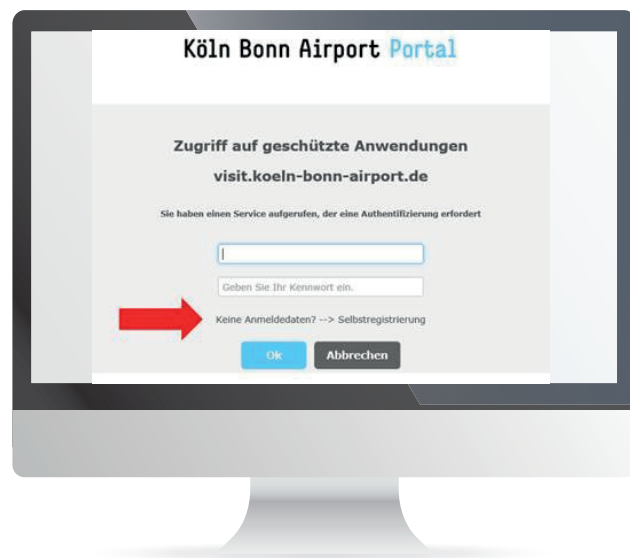 Köln Bonn Airport Portal
Zugriff auf geschützte Anwendungen
visit.koeln-bonn-airport.de
Sie haben einen Service aufgerufen, der eine Authentifizierung erfordert
Geben Sie Ihr Kennwort ein.
Keine Anmeldedaten? --> Selbstregistrierung
Ok Abbrechen